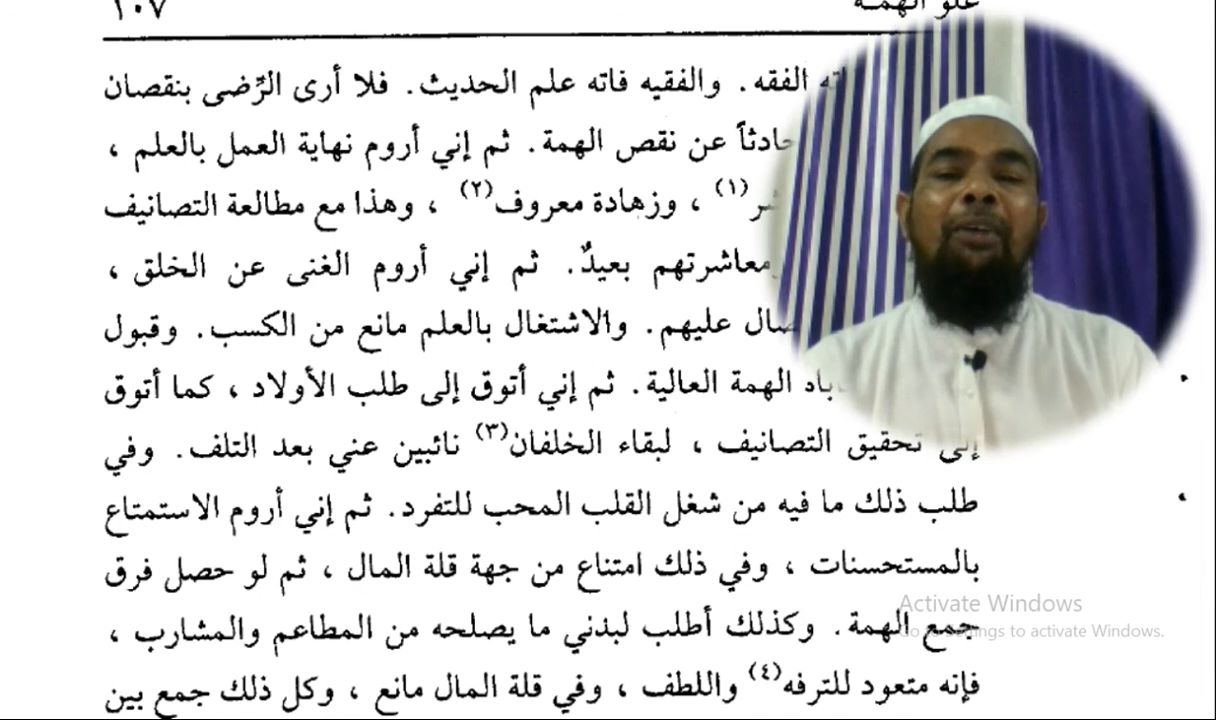 علو الهمة ١٠٧
الفقه. والفقيه فاته علم الحديث. فلا أرى الرِّضى بنقصان
حادثاً عن نقص الهمة. ثم إني أروم نهاية العمل بالعلم ،
(١) ، وزهادة معروف(٢) ، وهذا مع مطالعة التصانيف
ومعاشرتهم بعيدٌ. ثم إني أروم الغنى عن الخلق ،
عليهم. والاشتغال بالعلم مانع من الكسب. وقبول
الهمة العالية. ثم إني أتوق إلى طلب الأولاد ، كما أتوق
إلى تحقيق التصانيف ، لبقاء الخلفان(٣) نائبين عني بعد التلف. وفي
طلب ذلك ما فيه من شغل القلب المحب للتفرد. ثم إني أروم الاستمتاع
بالمستحسنات ، وفي ذلك امتناع من جهة قلة المال ، ثم لو حصل فرق
جمع الهمة. وكذلك أطلب لبدني ما يصلحه من المطاعم والمشارب ،
فإنه متعود للترفه(٤) واللطف ، وفي قلة المال مانع ، وكل ذلك جمع بين
Activate Windows
Go to Settings to activate Windows.